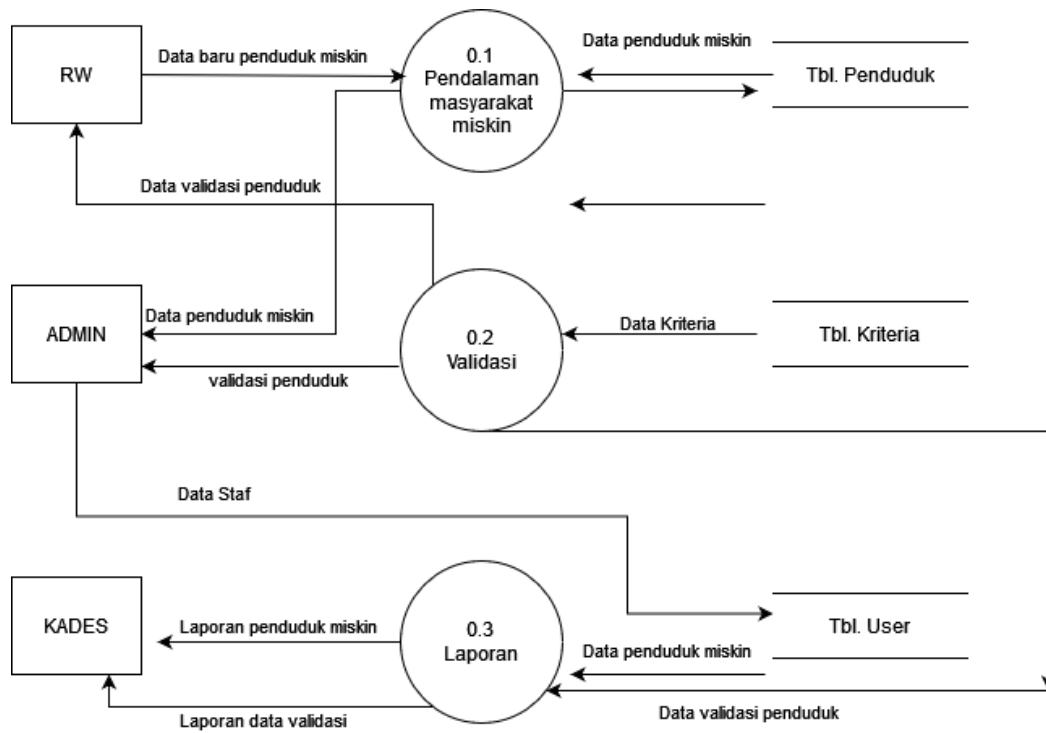 RW
Data baru penduduk miskin
0.1
Pendalaman
masyarakat
miskin
Data penduduk miskin
Tbl. Penduduk
Data validasi penduduk
ADMIN
Data penduduk miskin
validasi penduduk
0.2
Validasi
Data Kriteria
Tbl. Kriteria
Data Staf
KADES
Laporan penduduk miskin
Laporan data validasi
0.3
Laporan
Data penduduk miskin
Tbl. User
Data validasi penduduk